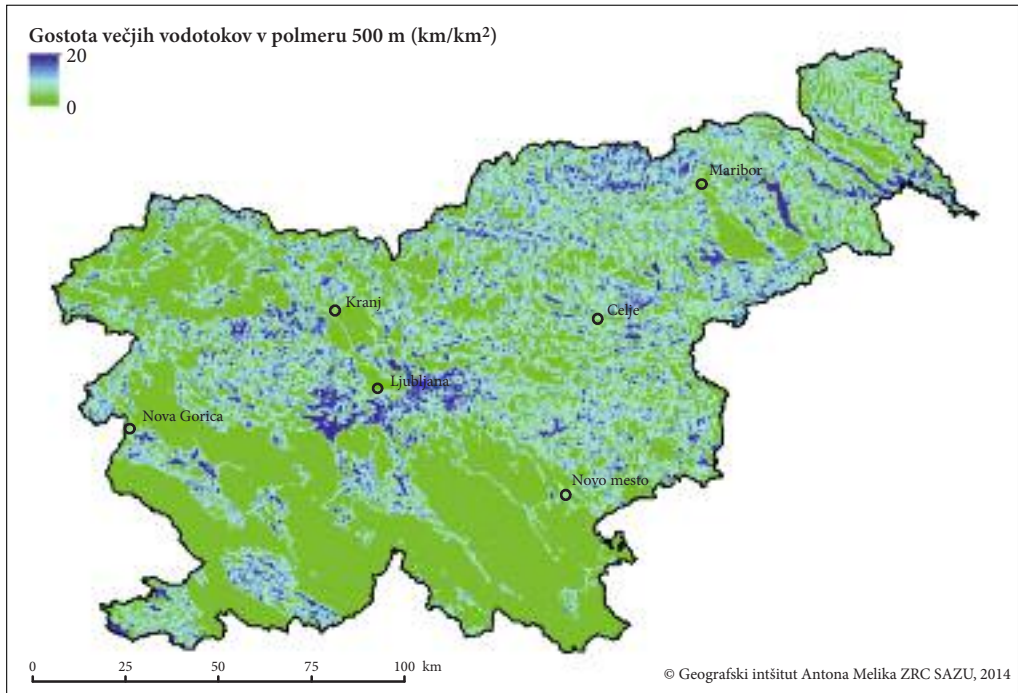 Gostota večjih vodotokov v polmeru 500 m (km/km²)
20
0
Maribor
Kranj
Celje
Ljubljana
Nova Gorica
Novo mesto
0 25 50 75 100 km
© Geografski intšitut Antona Melika ZRC SAZU, 2014